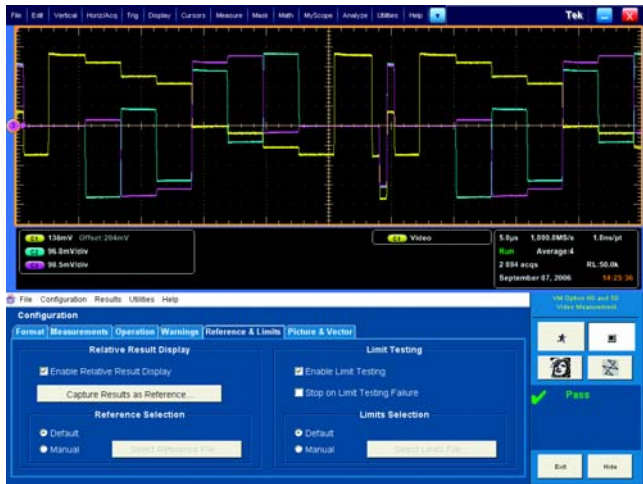 File Edit Vertical Horiz/Acq Trig Display Cursors Measure Mask Math MyScope Analyze Utilities Help Tek
C1 138mV Offset:204mV
C2 96.8mV/div
C3 98.5mV/div
C1 Video
5.0µs 1,000.0MS/s 1.0ns/pt
Run Average:4
2 894 acqs RL:50.0k
September 07, 2006 14:25:36
File Configuration Results Utilities Help
VM Option HD and SD
Video Measurement
Configuration
Format Measurements Operation Warnings Reference & Limits Picture & Vector
Relative Result Display
Limit Testing
Enable Relative Result Display
Enable Limit Testing
Capture Results as Reference...
Stop on Limit Testing Failure
Pass
Reference Selection
Limits Selection
Default
Default
Manual
Select Reference File...
Manual
Select Limits File...
Exit
Hide